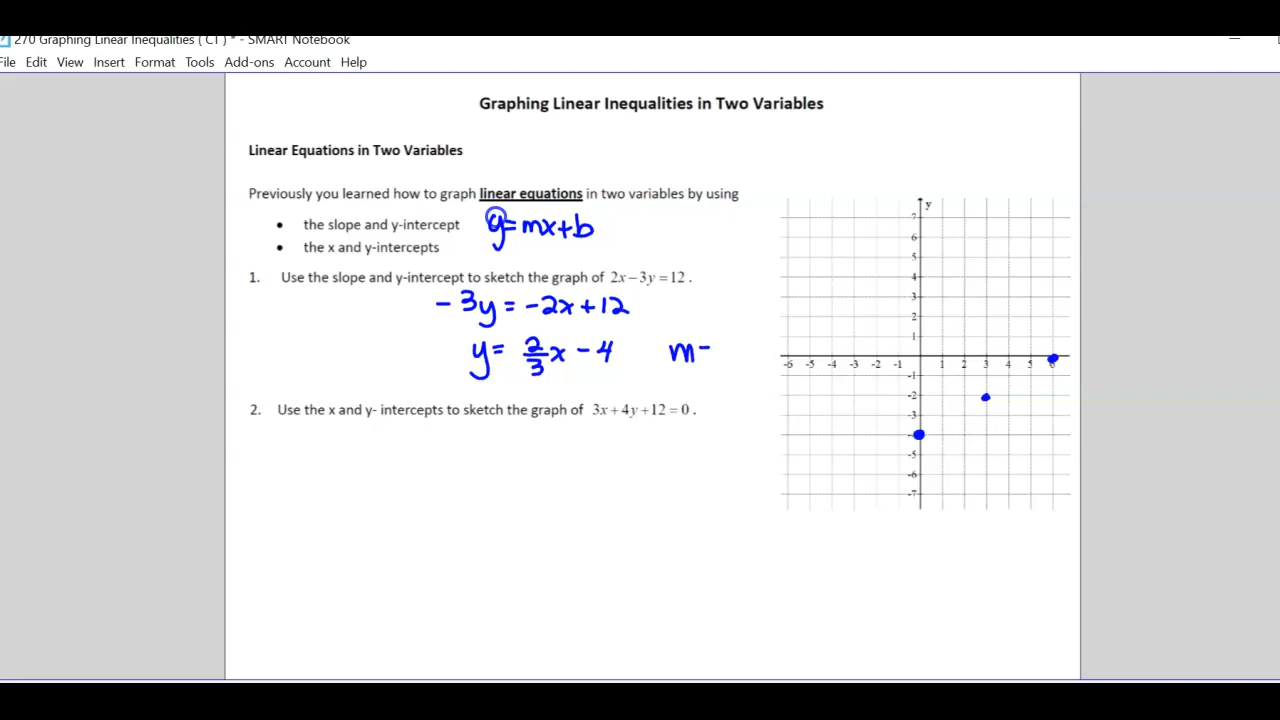 270 Graphing Linear Inequalities ( CT ) * - SMART Notebook
File Edit View Insert Format Tools Add-ons Account Help
Graphing Linear Inequalities in Two Variables
Linear Equations in Two Variables
Previously you learned how to graph linear equations in two variables by using
• the slope and y-intercept y = mx + b
• the x and y-intercepts
1. Use the slope and y-intercept to sketch the graph of 2x − 3y = 12 .
- 3y = -2x + 12
y = 2/3 x - 4 m =
2. Use the x and y- intercepts to sketch the graph of 3x + 4y + 12 = 0 .
y
7
6
5
4
3
2
1
-6 -5 -4 -3 -2 -1 1 2 3 4 5 6
-1
-2
-3
-5
-6
-7